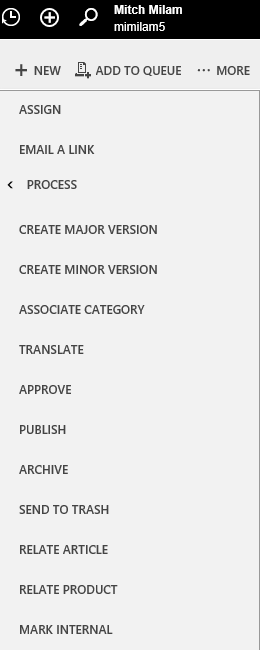 Mitch Milam
mimilam5
NEW ADD TO QUEUE MORE
ASSIGN
EMAIL A LINK
PROCESS
CREATE MAJOR VERSION
CREATE MINOR VERSION
ASSOCIATE CATEGORY
TRANSLATE
APPROVE
PUBLISH
ARCHIVE
SEND TO TRASH
RELATE ARTICLE
RELATE PRODUCT
MARK INTERNAL